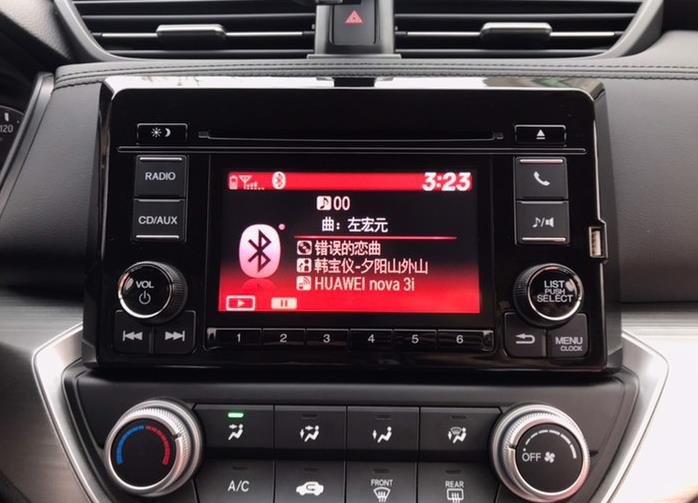 120
RADIO
CD/AUX
VOL
3:23
00
曲：左宏元
错误的恋曲
韩宝仪-夕阳山外山
HUAWEI nova 3i
LIST
PUSH
SELECT
1 2 3 4 5 6
MENU
CLOCK
A/C
FRONT
REAR
OFF